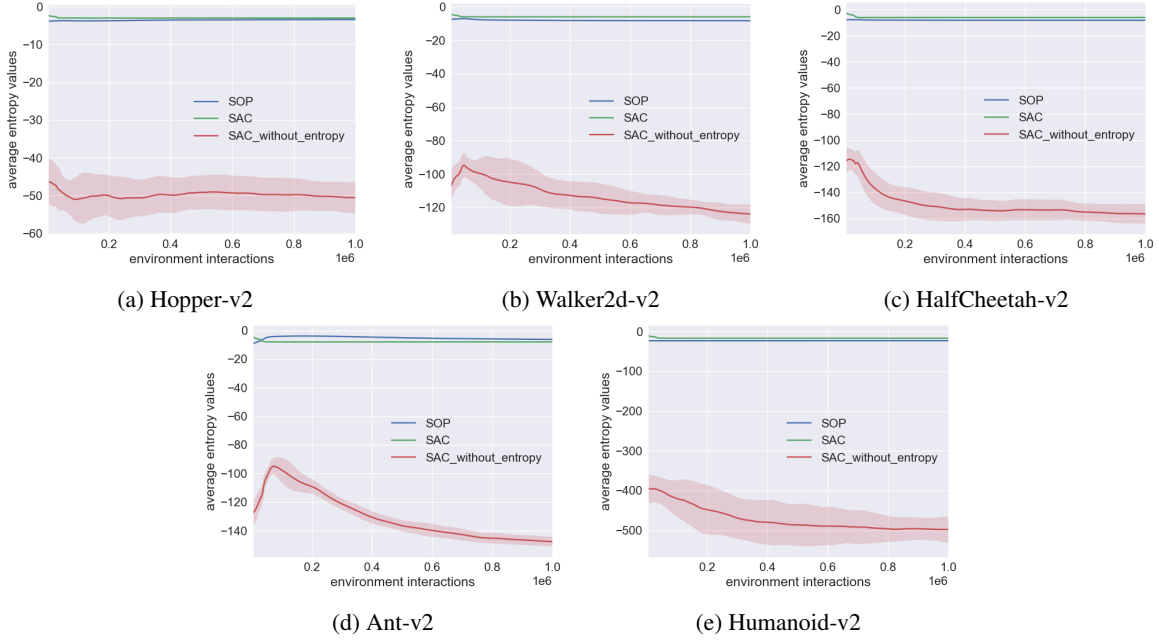 0
−10
−20
−30
−40
−50
−60
average entropy values
SOP
SAC
SAC_without_entropy
0.2 0.4 0.6 0.8 1.0
environment interactions
1e6
(a) Hopper-v2
0
−20
−40
−60
−80
−100
−120
average entropy values
SOP
SAC
SAC_without_entropy
0.2 0.4 0.6 0.8 1.0
environment interactions
1e6
(b) Walker2d-v2
0
−20
−40
−60
−80
−100
−120
−140
−160
average entropy values
SOP
SAC
SAC_without_entropy
0.2 0.4 0.6 0.8 1.0
environment interactions
1e6
(c) HalfCheetah-v2
0
−20
−40
−60
−80
−100
−120
−140
average entropy values
SOP
SAC
SAC_without_entropy
0.2 0.4 0.6 0.8 1.0
environment interactions
1e6
(d) Ant-v2
0
−100
−200
−300
−400
−500
average entropy values
SOP
SAC
SAC_without_entropy
0.2 0.4 0.6 0.8 1.0
environment interactions
1e6
(e) Humanoid-v2